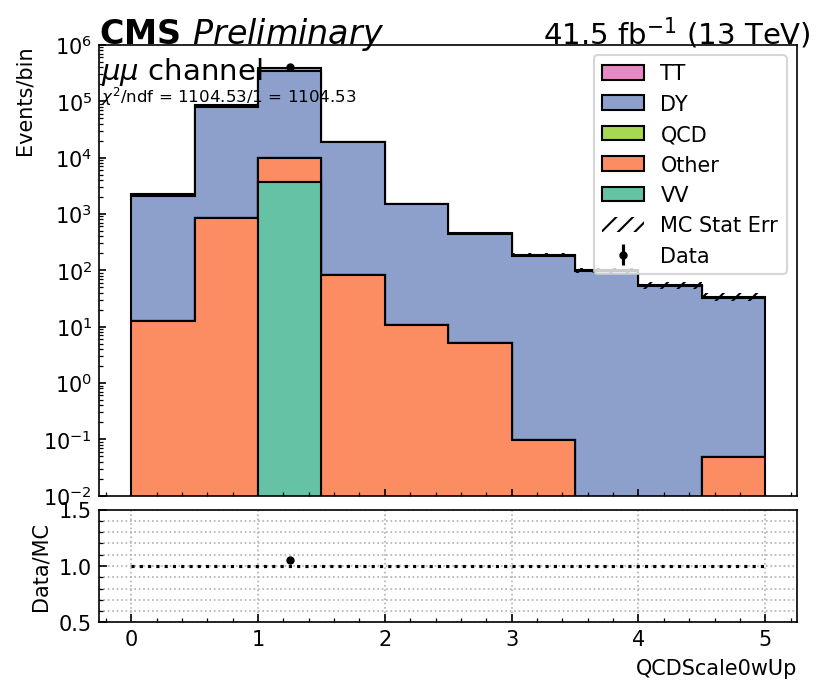 CMS Preliminary
41.5 fb⁻¹ (13 TeV)
μμ channel
χ²/ndf = 1104.53/1 = 1104.53
Events/bin
10⁶
10⁵
10⁴
10³
10²
10¹
10⁰
10⁻¹
10⁻²
TT
DY
QCD
Other
VV
MC Stat Err
Data
Data/MC
1.5
1.0
0.5
0 1 2 3 4 5
QCDScale0wUp